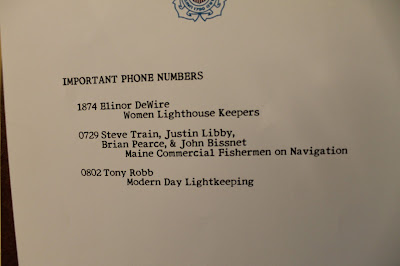 IMPORTANT PHONE NUMBERS
1874 Elinor DeWire
Women Lighthouse Keepers
0729 Steve Train, Justin Libby,
Brian Pearce, & John Bissnet
Maine Commercial Fishermen on Navigation
0802 Tony Robb
Modern Day Lightkeeping